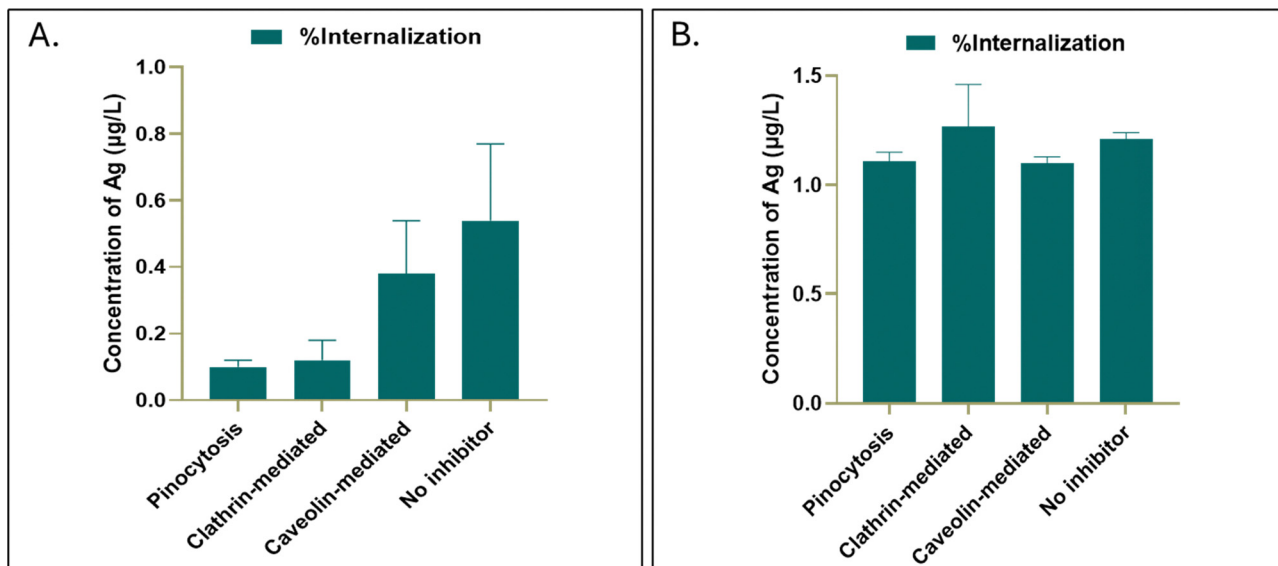 A.
%Internalization
Concentration of Ag (µg/L)
1.0
0.8
0.6
0.4
0.2
0.0
Pinocytosis
Clathrin-mediated
Caveolin-mediated
No inhibitor
B.
%Internalization
Concentration of Ag (µg/L)
1.5
1.0
0.5
0.0
Pinocytosis
Clathrin-mediated
Caveolin-mediated
No inhibitor